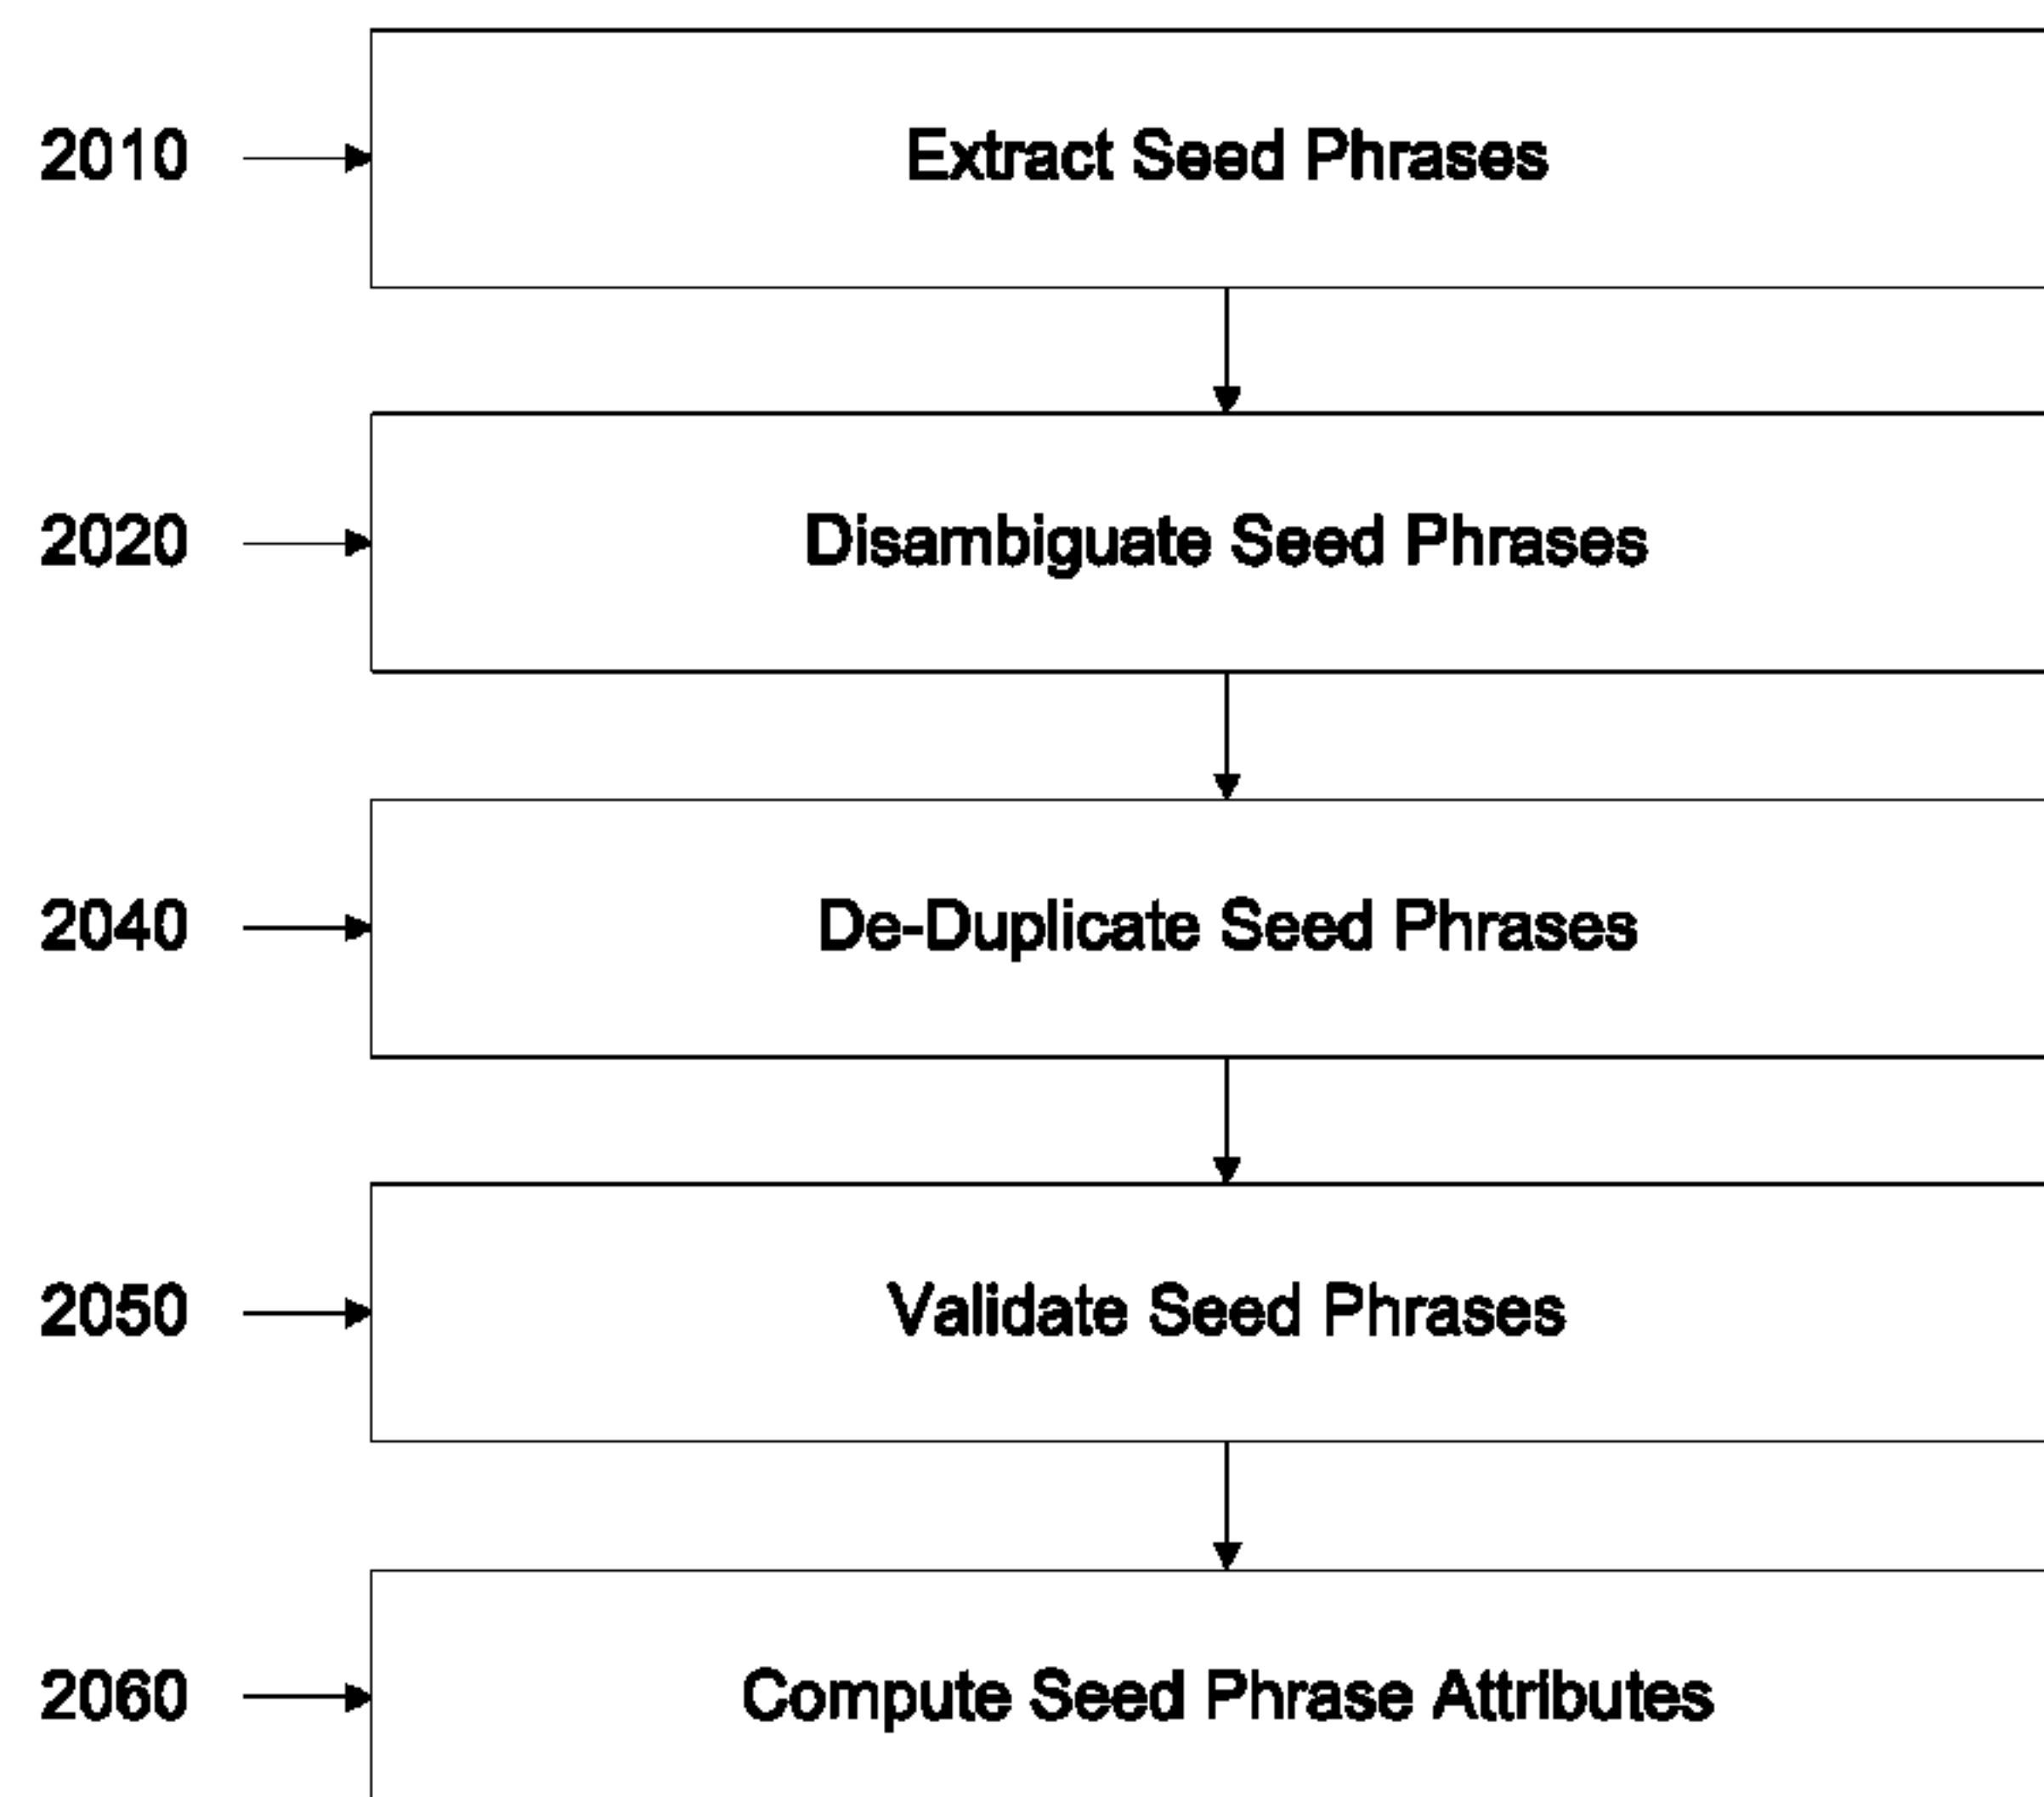 2010 Extract Seed Phrases
2020 Disambiguate Seed Phrases
2040 De-Duplicate Seed Phrases
2050 Validate Seed Phrases
2060 Compute Seed Phrase Attributes